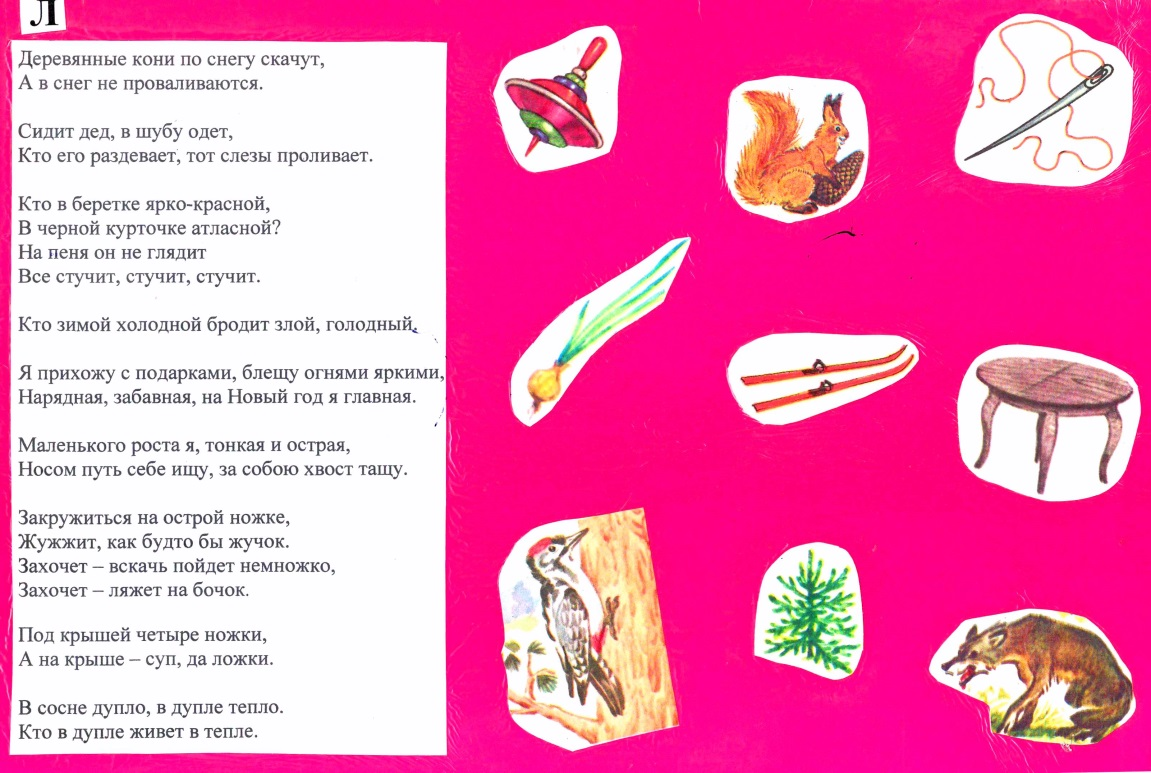 Л
Деревянные кони по снегу скачут,
А в снег не проваливаются.
Сидит дед, в шубу одет,
Кто его раздевает, тот слезы проливает.
Кто в беретке ярко-красной,
В черной курточке атласной?
На пеня он не глядит
Все стучит, стучит, стучит.
Кто зимой холодной бродит злой, голодный.
Я прихожу с подарками, блещу огнями яркими,
Нарядная, забавная, на Новый год я главная.
Маленького роста я, тонкая и острая,
Носом путь себе ищу, за собою хвост тащу.
Закружиться на острой ножке,
Жужжит, как будто бы жучок.
Захочет – вскачь пойдет немножко,
Захочет – ляжет на бочок.
Под крышей четыре ножки,
А на крыше – суп, да ложки.
В сосне дупло, в дупле тепло.
Кто в дупле живет в тепле.